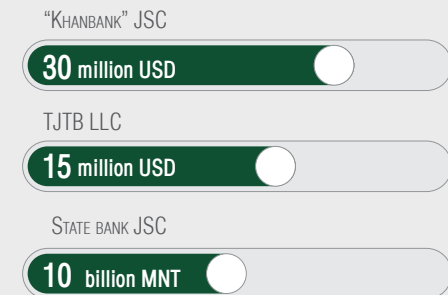 “Khanbank” JSC
30 million USD
TJTB LLC
15 million USD
State bank JSC
10 billion MNT